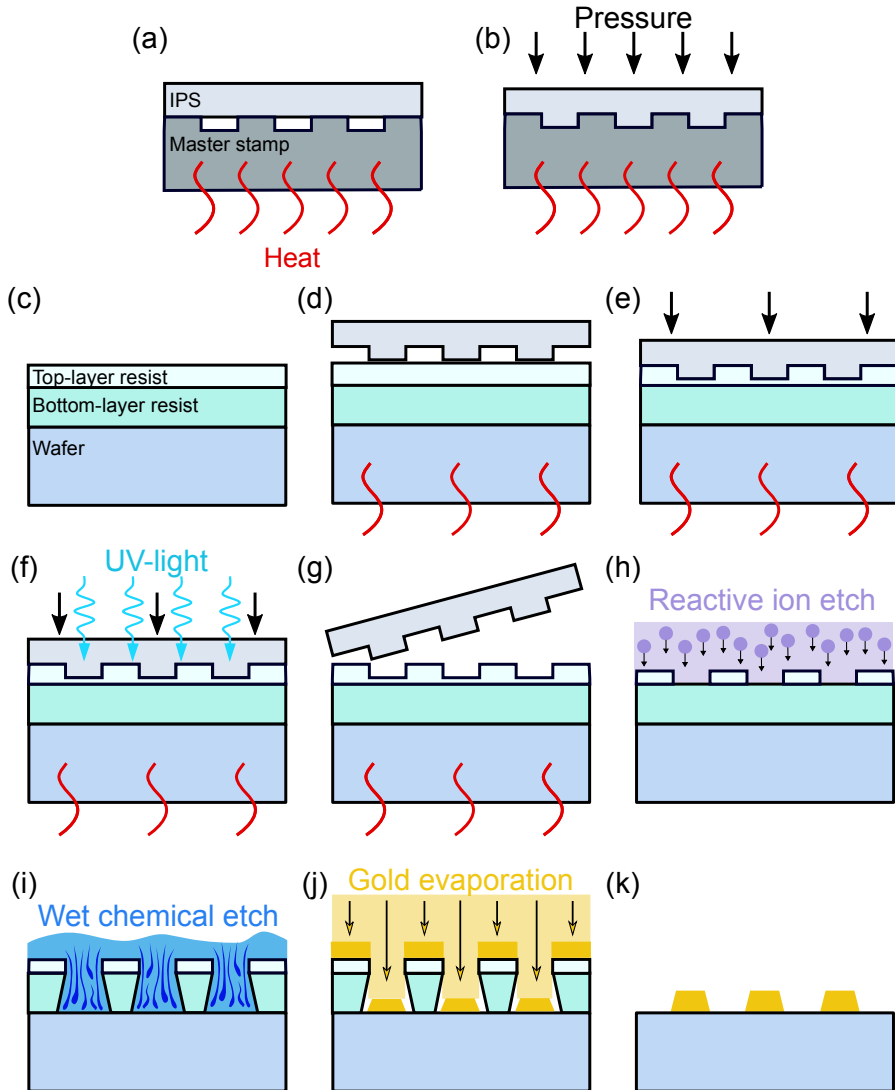 (a)
IPS
Master stamp
Heat
Pressure
(b)
(c)
Top-layer resist
Bottom-layer resist
Wafer
(d)
(e)
(f)
UV-light
(g)
(h)
Reactive ion etch
(i)
Wet chemical etch
(j)
Gold evaporation
(k)